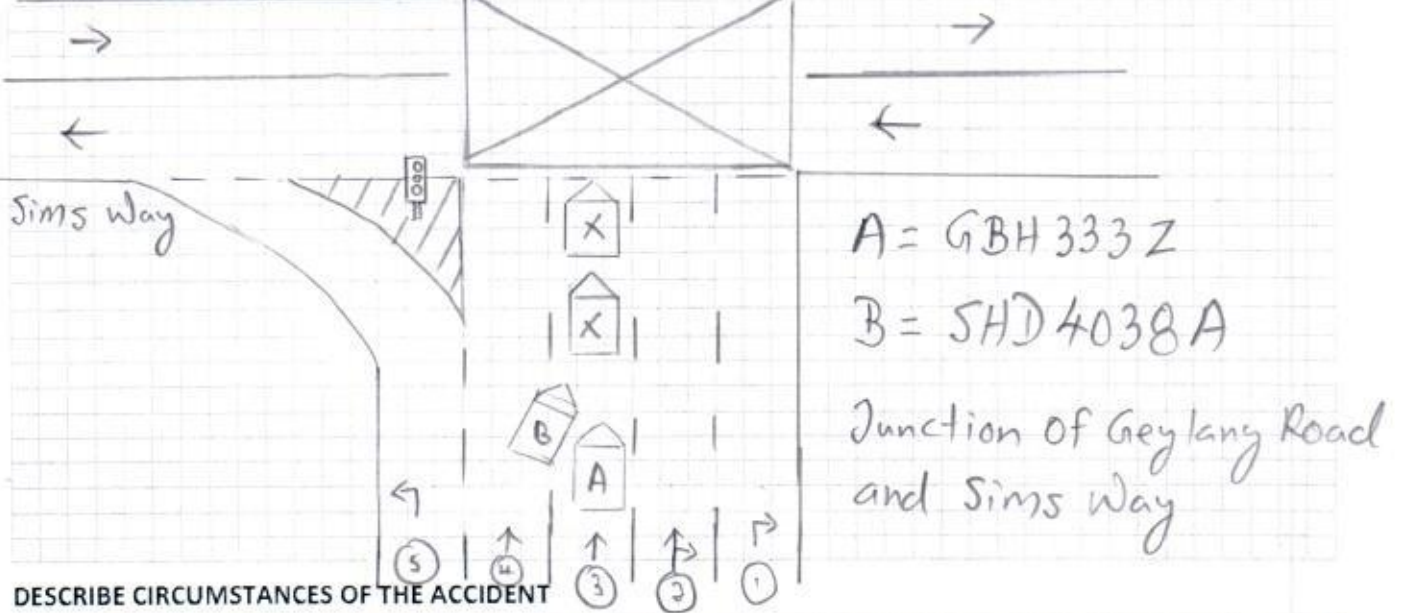 Sims Way
X
X
B
A
A = GBH 333 Z
B = SHD 4038 A
Junction of Geylang Road
and Sims Way
5
4
3
2
1
DESCRIBE CIRCUMSTANCES OF THE ACCIDENT